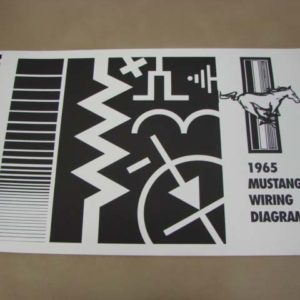 1965
MUSTANG
WIRING
DIAGRAM